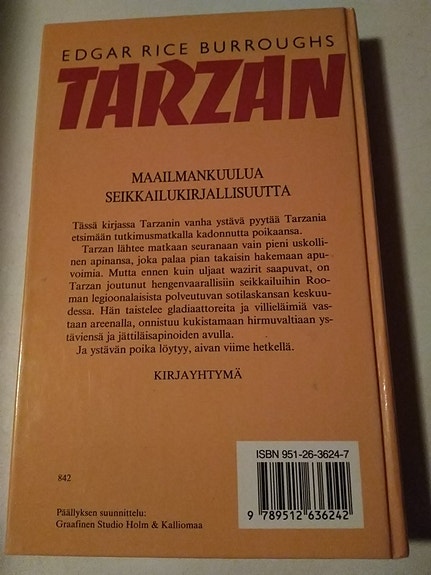 EDGAR RICE BURROUGHS
TARZAN
MAAILMANKUULUA
SEIKKAILUKIRJALLISUUTTA
Tässä kirjassa Tarzanin vanha ystävä pyytää Tarzania
etsimään tutkimusmatkalla kadonnutta poikaansa.
Tarzan lähtee matkaan seuranaan vain pieni uskolli-
nen apinansa, joka palaa pian takaisin hakemaan apu-
voimia. Mutta ennen kuin uljaat wazirit saapuvat, on
Tarzan joutunut hengenvaarallisiin seikkailuihin Roo-
man legioonalaisista polveutuvan sotilaskansan keskuu-
dessa. Hän taistelee gladiaattoreita ja villieläimiä vas-
taan areenalla, onnistuu kukistamaan hirmuvaltiaan ys-
täviensä ja jättiläisapinoiden avulla.
Ja ystävän poika löytyy, aivan viime hetkellä.
KIRJAYHTYMÄ
ISBN 951-26-3624-7
842
9 789512 636242
Päällyksen suunnittelu:
Graafinen Studio Holm & Kalliomaa